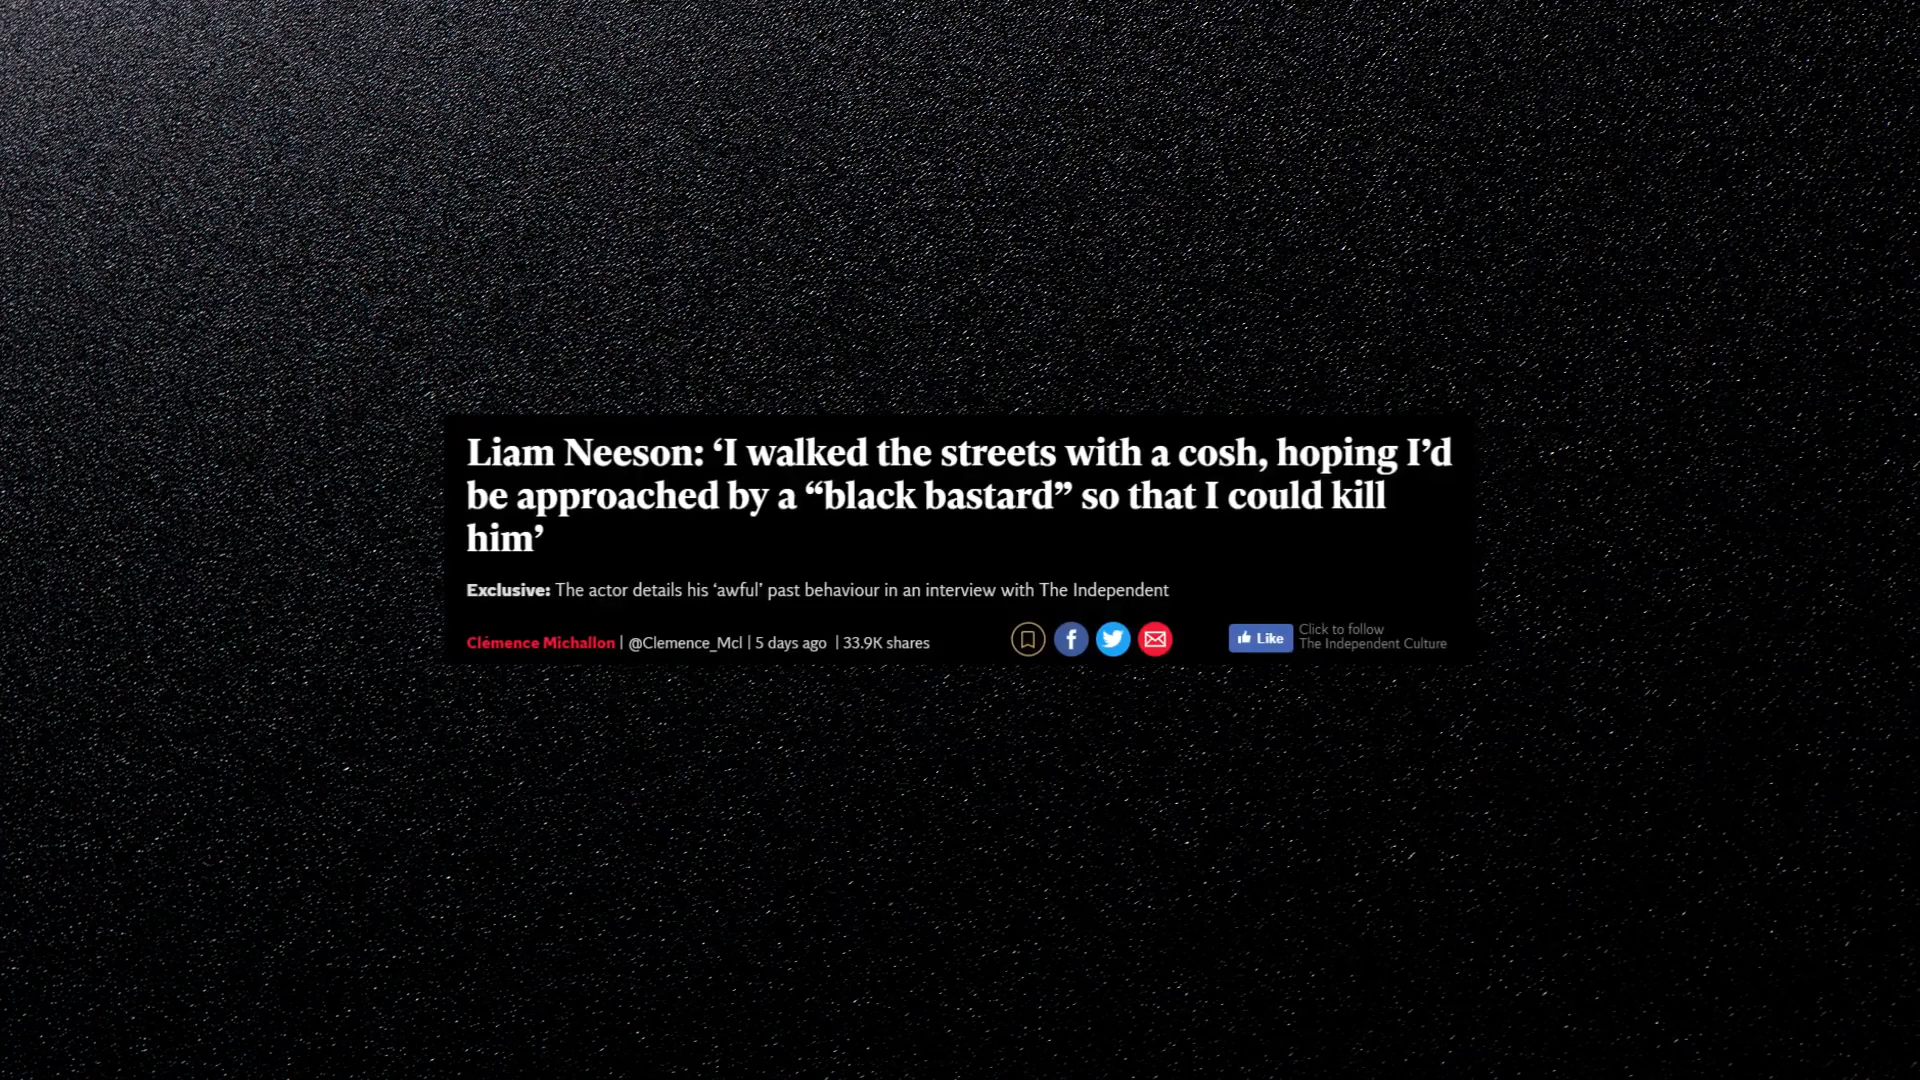 Liam Neeson: ‘I walked the streets with a cosh, hoping I’d
be approached by a “black bastard” so that I could kill
him’
Exclusive: The actor details his ‘awful’ past behaviour in an interview with The Independent
Clémence Michallon | @Clemence_Mcl | 5 days ago | 33.9K shares
f
Like
Click to follow
The Independent Culture